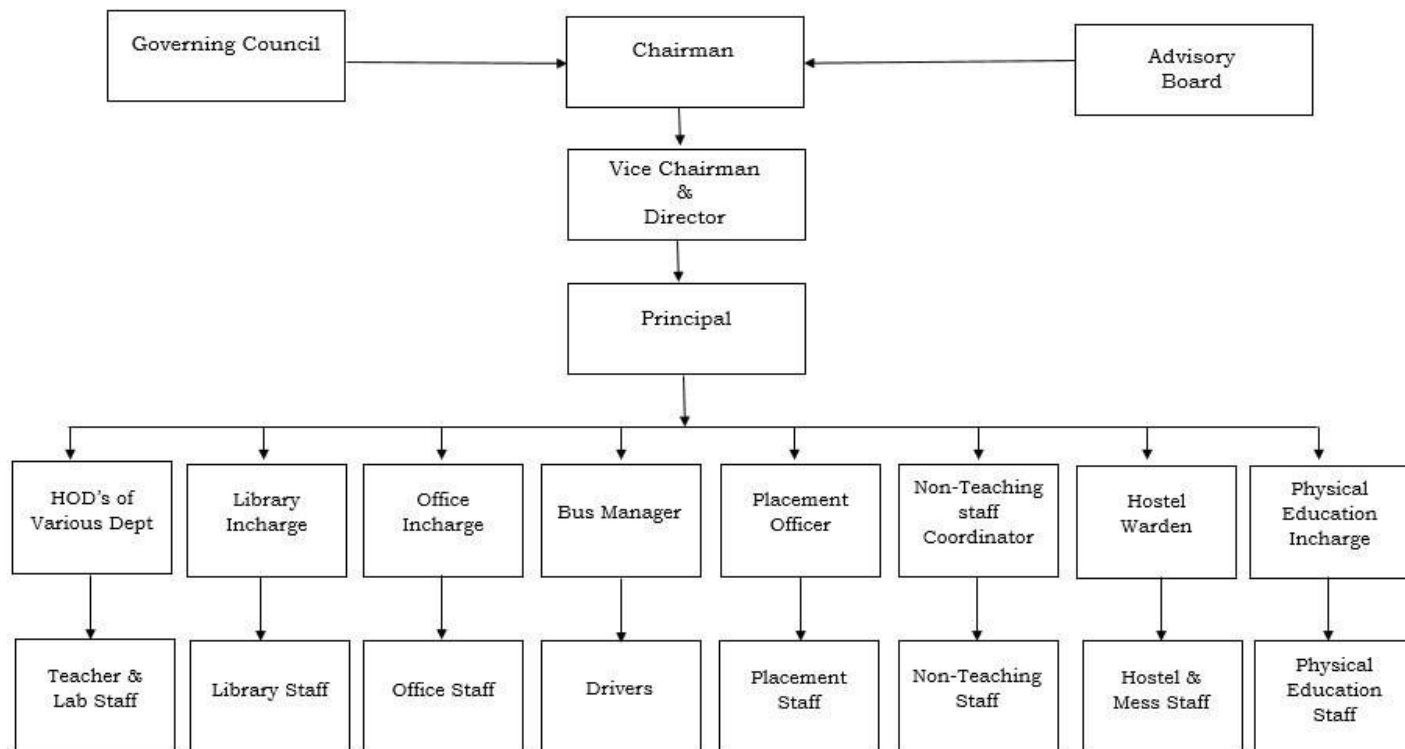 Governing Council
Chairman
Advisory
Board
Vice Chairman
&
Director
Principal
HOD's of
Various Dept
Library
Incharge
Office
Incharge
Bus Manager
Placement
Officer
Non-Teaching
staff
Coordinator
Hostel
Warden
Physical
Education
Incharge
Teacher &
Lab Staff
Library Staff
Office Staff
Drivers
Placement
Staff
Non-Teaching
Staff
Hostel &
Mess Staff
Physical
Education
Staff